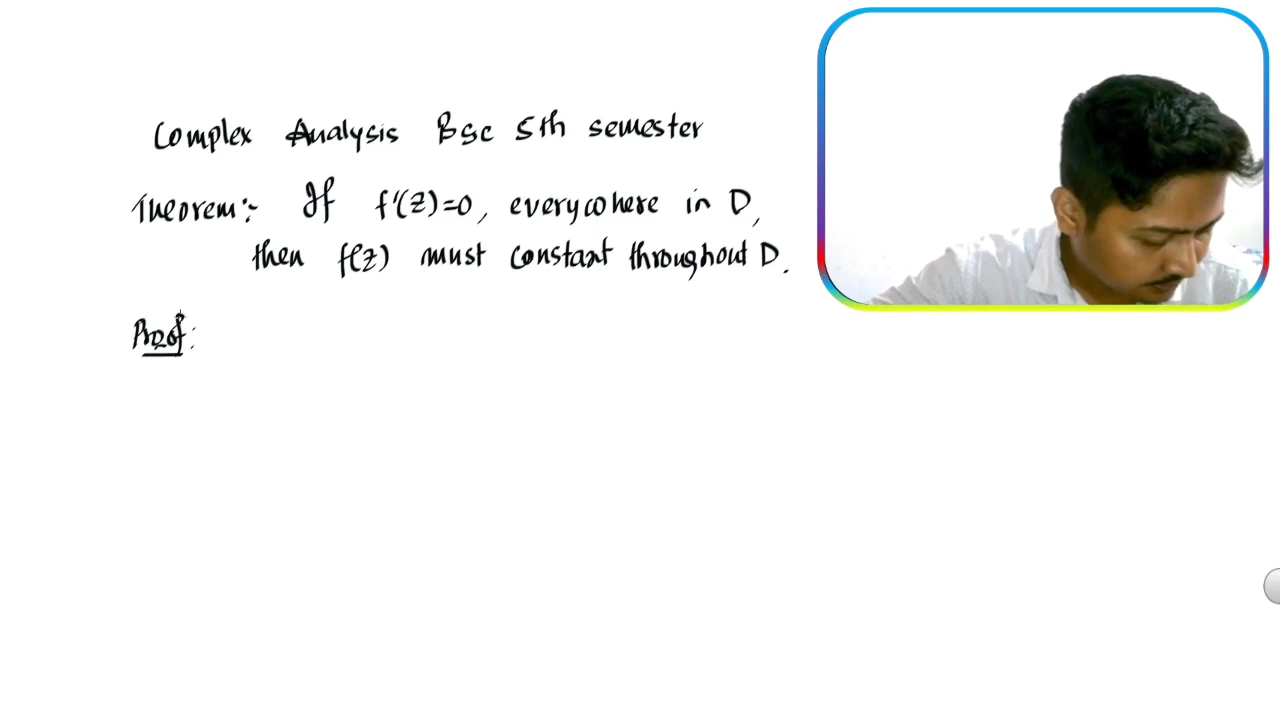 Complex Analysis BSc 5th semester
Theorem:- If f'(z)=0, everywhere in D,
then f(z) must constant throughout D.
Proof: